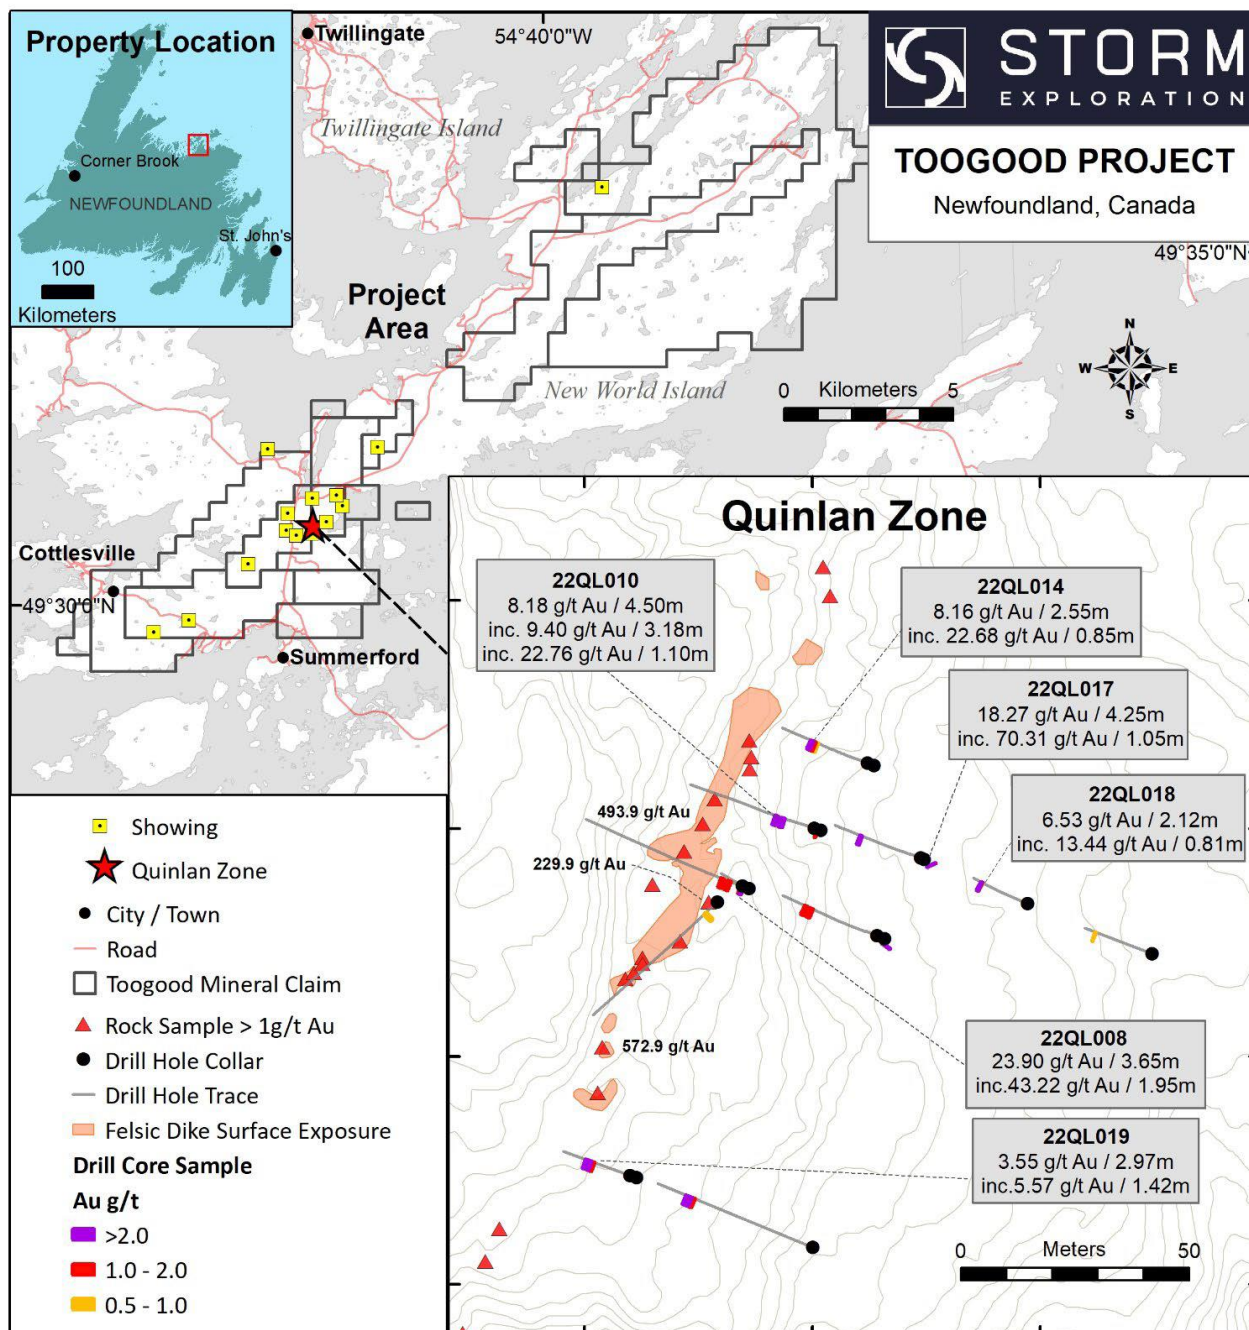 Property Location
Corner Brook
NEWFOUNDLAND
St. John's
100
Kilometers
Twillingate
54°40'0"W
Twillingate Island
STORM
EXPLORATION
TOOGOOD PROJECT
Newfoundland, Canada
49°35'0"N
Project
Area
New World Island
0 Kilometers 5
N
W E
S
Cottlesville
49°30'0"N
Summerford
Quinlan Zone
22QL010
8.18 g/t Au / 4.50m
inc. 9.40 g/t Au / 3.18m
inc. 22.76 g/t Au / 1.10m
22QL014
8.16 g/t Au / 2.55m
inc. 22.68 g/t Au / 0.85m
22QL017
18.27 g/t Au / 4.25m
inc. 70.31 g/t Au / 1.05m
22QL018
6.53 g/t Au / 2.12m
inc. 13.44 g/t Au / 0.81m
493.9 g/t Au
229.9 g/t Au
572.9 g/t Au
22QL008
23.90 g/t Au / 3.65m
inc.43.22 g/t Au / 1.95m
22QL019
3.55 g/t Au / 2.97m
inc.5.57 g/t Au / 1.42m
0 Meters 50
Showing
Quinlan Zone
City / Town
Road
Toogood Mineral Claim
Rock Sample > 1g/t Au
Drill Hole Collar
Drill Hole Trace
Felsic Dike Surface Exposure
Drill Core Sample
Au g/t
>2.0
1.0 - 2.0
0.5 - 1.0